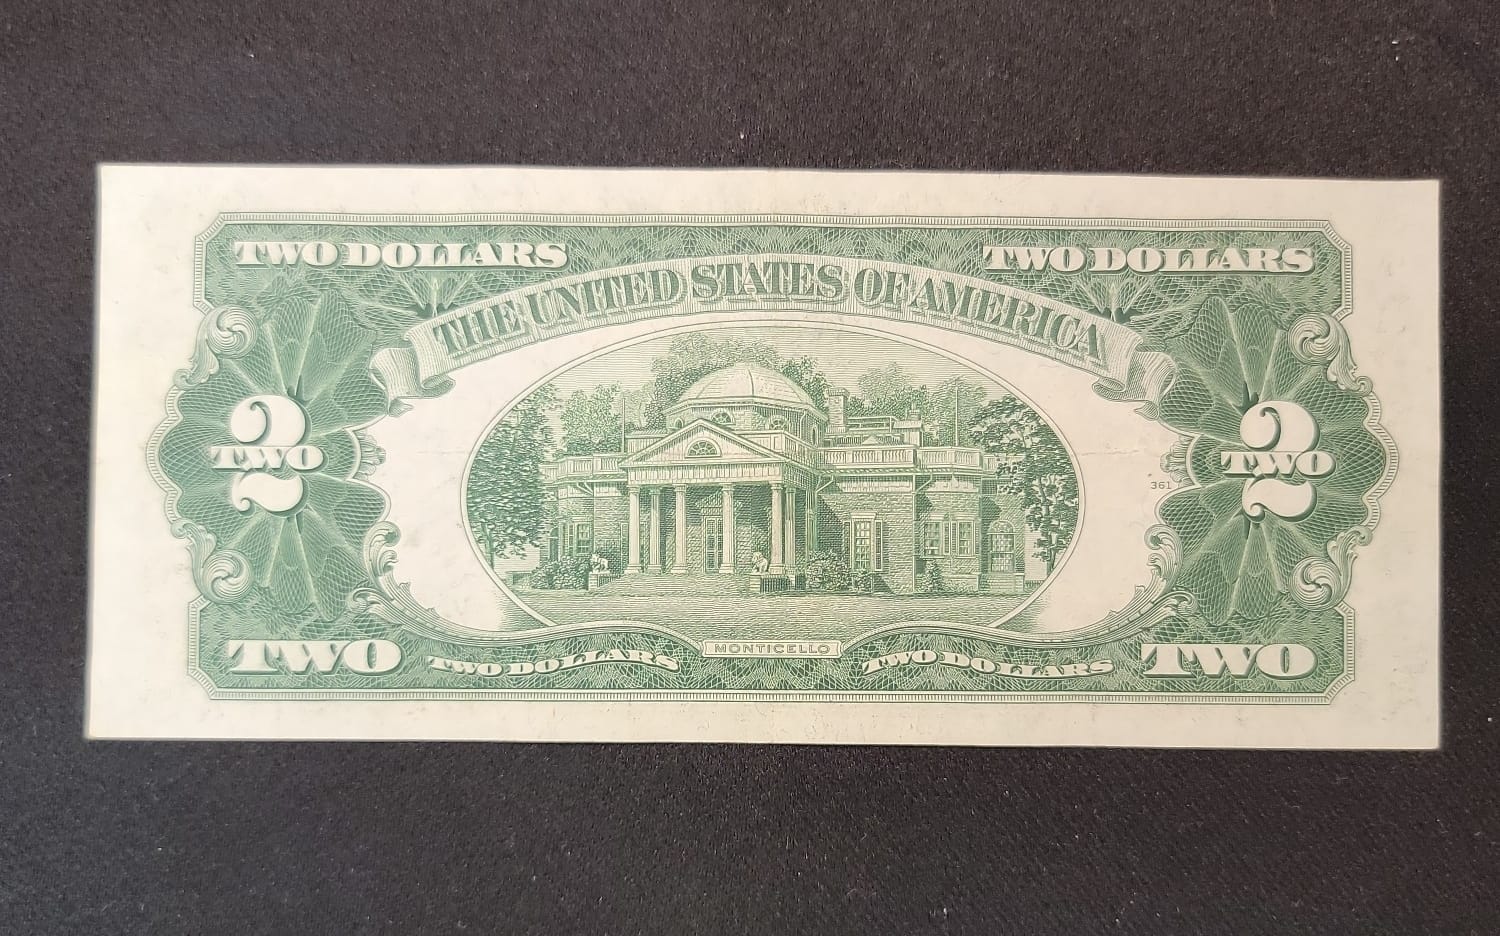 TWO DOLLARS
TWO DOLLARS
THE UNITED STATES OF AMERICA
2
TWO
2
TWO
361
TWO
TWO DOLLARS
MONTICELLO
TWO DOLLARS
TWO